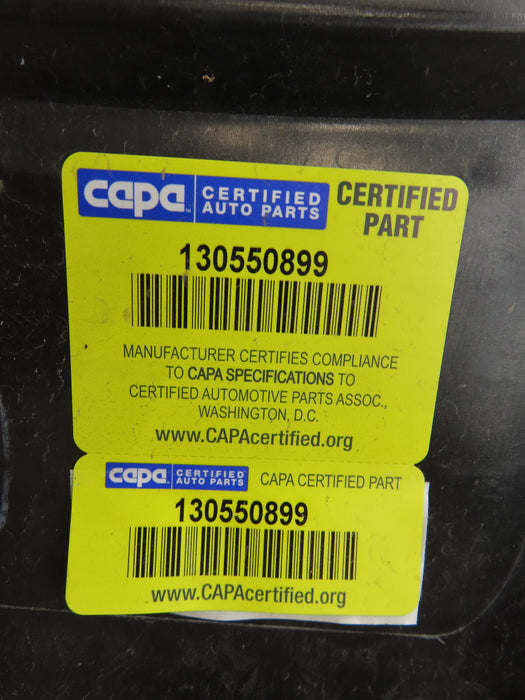 capa CERTIFIED AUTO PARTS CERTIFIED PART
130550899
MANUFACTURER CERTIFIES COMPLIANCE
TO CAPA SPECIFICATIONS TO
CERTIFIED AUTOMOTIVE PARTS ASSOC.,
WASHINGTON, D.C.
www.CAPAcertified.org
capa CERTIFIED AUTO PARTS CAPA CERTIFIED PART
130550899
www.CAPAcertified.org